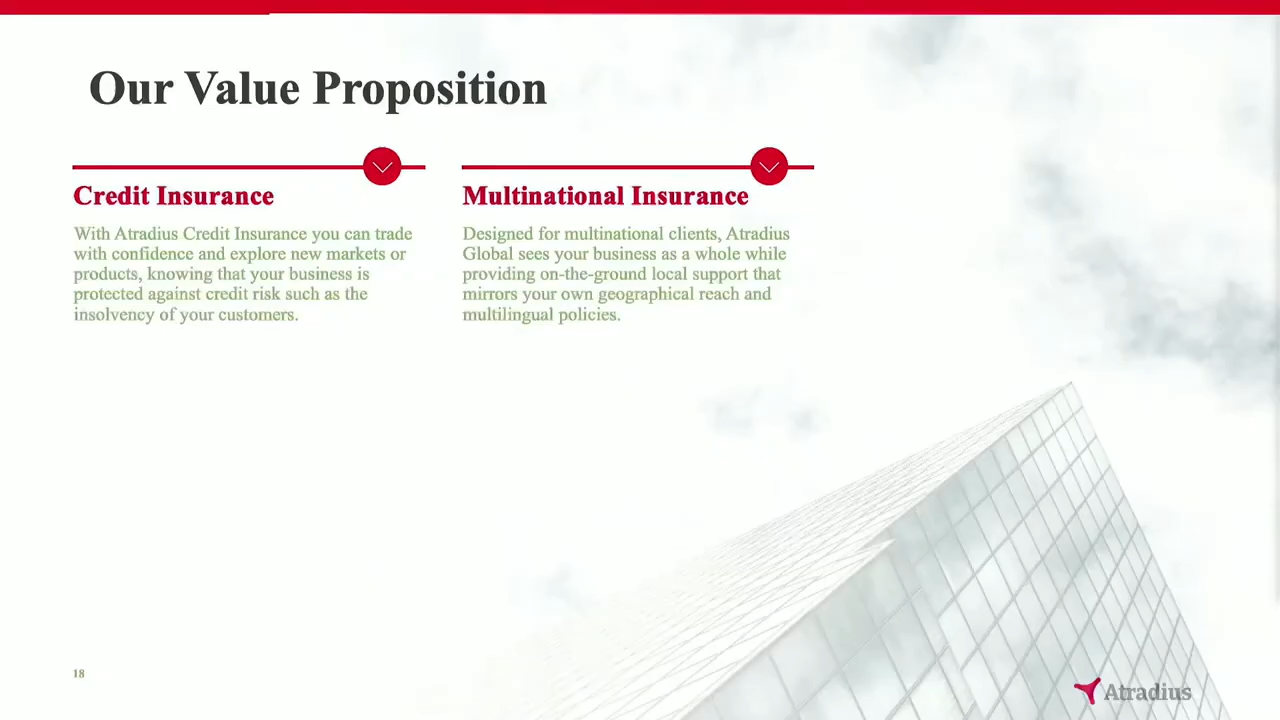 Our Value Proposition
Credit Insurance
With Atradius Credit Insurance you can trade
with confidence and explore new markets or
products, knowing that your business is
protected against credit risk such as the
insolvency of your customers.
Multinational Insurance
Designed for multinational clients, Atradius
Global sees your business as a whole while
providing on-the-ground local support that
mirrors your own geographical reach and
multilingual policies.
18
Atradius